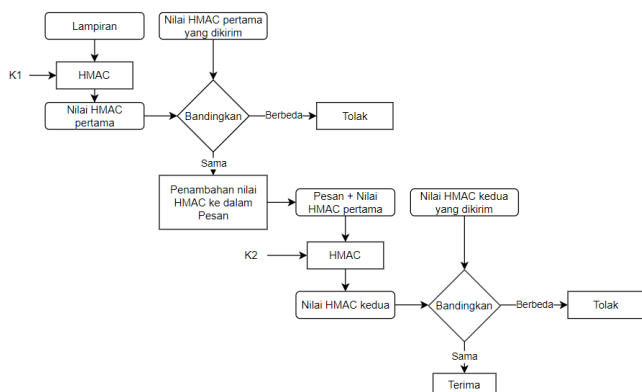 Lampiran
Nilai HMAC pertama
yang dikirim
K1
HMAC
Nilai HMAC
pertama
Bandingkan
Berbeda
Tolak
Sama
Penambahan nilai
HMAC ke dalam
Pesan
Pesan + Nilai
HMAC pertama
Nilai HMAC kedua
yang dikirim
K2
HMAC
Nilai HMAC kedua
Bandingkan
Berbeda
Tolak
Sama
Terima